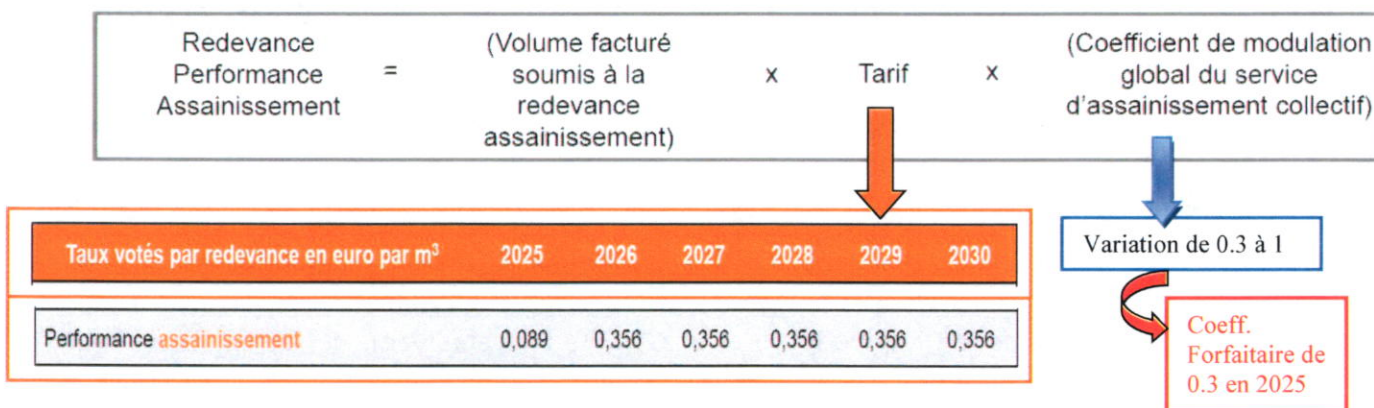 Redevance
Performance
Assainissement
=
(Volume facturé
soumis à la
redevance
assainissement)
x
Tarif
x
(Coefficient de modulation
global du service
d'assainissement collectif)
Taux votés par redevance en euro par m³ 2025 2026 2027 2028 2029 2030
Performance assainissement 0,089 0,356 0,356 0,356 0,356 0,356
Variation de 0.3 à 1
Coeff.
Forfaitaire de
0.3 en 2025